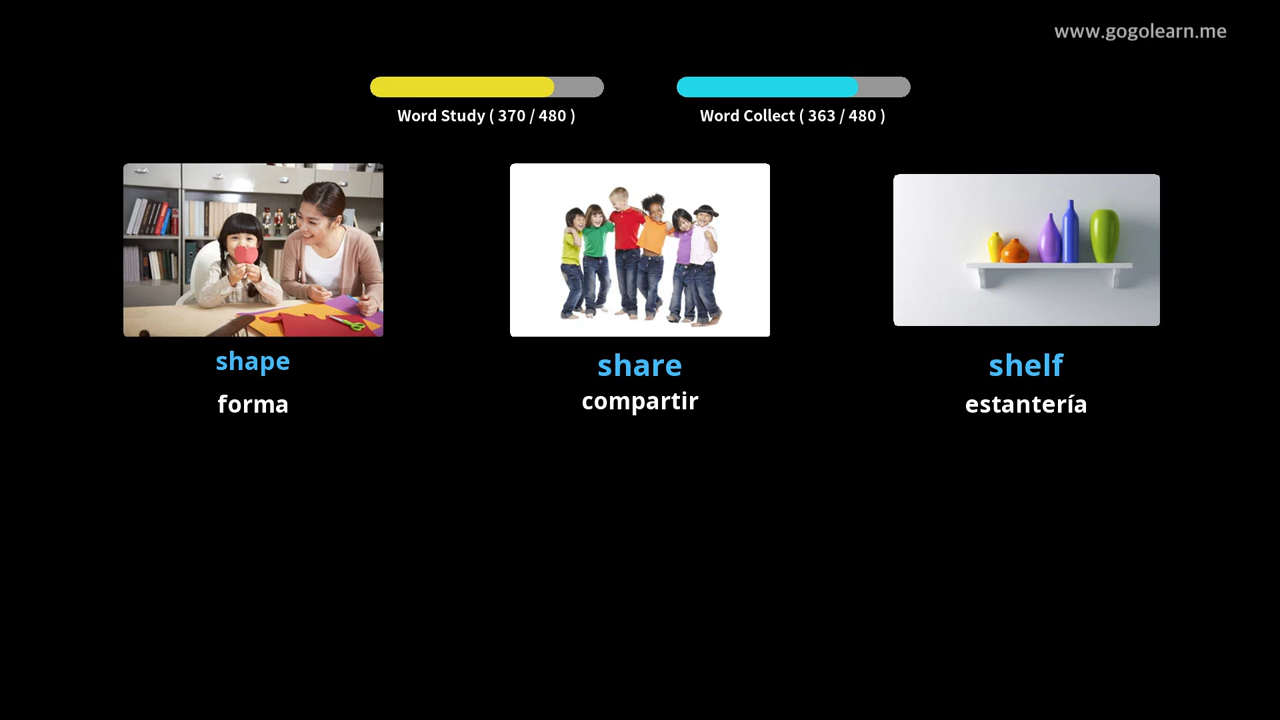 www.gogolearn.me
Word Study ( 370 / 480 )
Word Collect ( 363 / 480 )
shape
forma
share
compartir
shelf
estantería